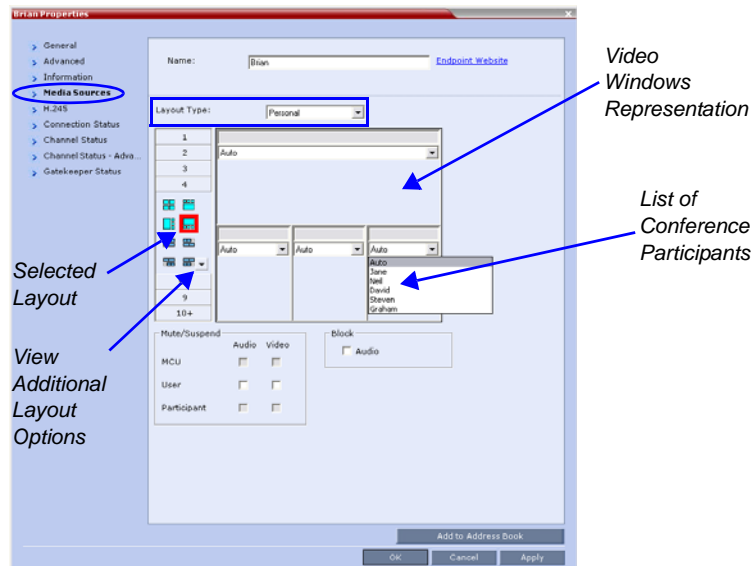 Brian Properties
x
General
Advanced
Information
Media Sources
H.245
Connection Status
Channel Status
Channel Status - Adva...
Gatekeeper Status
Name:
Brian
Endpoint Website
Layout Type:
Personal
1
2
3
4
9
10+
Auto
Auto
Auto
Auto
Auto
Jane
Neil
David
Steven
Graham
Mute/Suspend
Audio Video
MCU
User
Participant
Block
Audio
Add to Address Book
OK
Cancel
Apply
Video
Windows
Representation
List of
Conference
Participants
Selected
Layout
View
Additional
Layout
Options